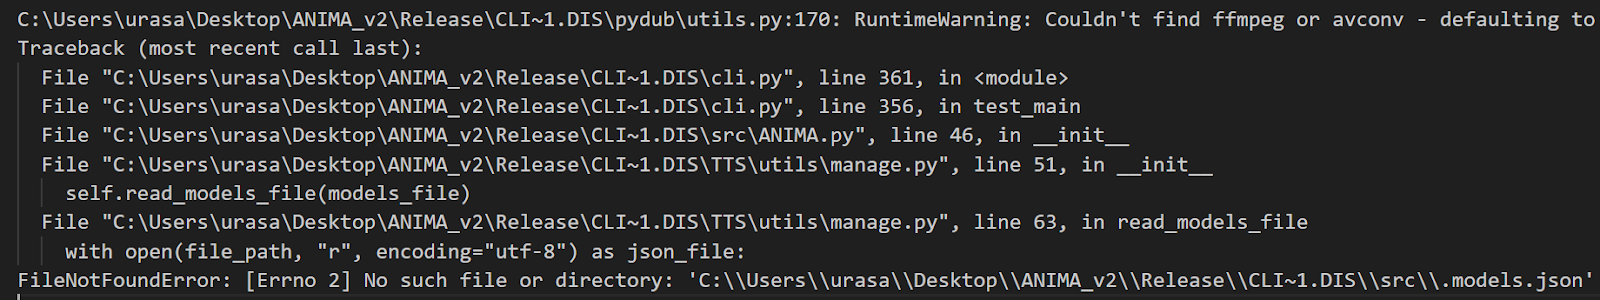 C:\Users\urasa\Desktop\ANIMA_v2\Release\CLI~1.DIS\pydub\utils.py:170: RuntimeWarning: Couldn't find ffmpeg or avconv - defaulting to
Traceback (most recent call last):
  File "C:\Users\urasa\Desktop\ANIMA_v2\Release\CLI~1.DIS\cli.py", line 361, in <module>
  File "C:\Users\urasa\Desktop\ANIMA_v2\Release\CLI~1.DIS\cli.py", line 356, in test_main
  File "C:\Users\urasa\Desktop\ANIMA_v2\Release\CLI~1.DIS\src\ANIMA.py", line 46, in __init__
  File "C:\Users\urasa\Desktop\ANIMA_v2\Release\CLI~1.DIS\TTS\utils\manage.py", line 51, in __init__
    self.read_models_file(models_file)
  File "C:\Users\urasa\Desktop\ANIMA_v2\Release\CLI~1.DIS\TTS\utils\manage.py", line 63, in read_models_file
    with open(file_path, "r", encoding="utf-8") as json_file:
FileNotFoundError: [Errno 2] No such file or directory: 'C:\\Users\\urasa\\Desktop\\ANIMA_v2\\Release\\CLI~1.DIS\\src\\.models.json'